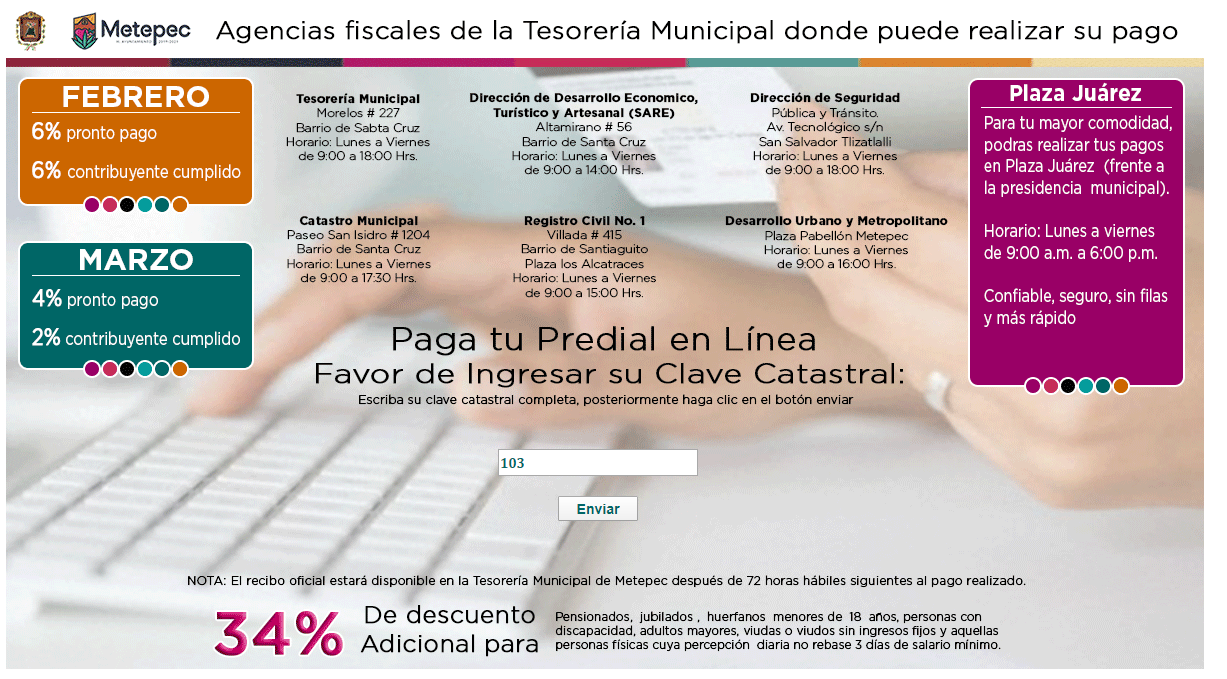 Metepec
Agencias fiscales de la Tesorería Municipal donde puede realizar su pago
FEBRERO
6% pronto pago
6% contribuyente cumplido
MARZO
4% pronto pago
2% contribuyente cumplido
Tesorería Municipal
Morelos # 227
Barrio de Sabta Cruz
Horario: Lunes a Viernes
de 9:00 a 18:00 Hrs.
Dirección de Desarrollo Economico,
Turístico y Artesanal (SARE)
Altamirano # 56
Barrio de Santa Cruz
Horario: Lunes a Viernes
de 9:00 a 14:00 Hrs.
Dirección de Seguridad
Pública y Tránsito.
Av. Tecnológico s/n
San Salvador Tlizatlalli
Horario: Lunes a Viernes
de 9:00 a 18:00 Hrs.
Catastro Municipal
Paseo San Isidro # 1204
Barrio de Santa Cruz
Horario: Lunes a Viernes
de 9:00 a 17:30 Hrs.
Registro Civil No. 1
Villada # 415
Barrio de Santiaguito
Plaza los Alcatraces
Horario: Lunes a Viernes
de 9:00 a 15:00 Hrs.
Desarrollo Urbano y Metropolitano
Plaza Pabellón Metepec
Horario: Lunes a Viernes
de 9:00 a 16:00 Hrs.
Plaza Juárez
Para tu mayor comodidad,
podras realizar tus pagos
en Plaza Juárez (frente a
la presidencia municipal).
Horario: Lunes a viernes
de 9:00 a.m. a 6:00 p.m.
Confiable, seguro, sin filas
y más rápido
Paga tu Predial en Línea
Favor de Ingresar su Clave Catastral:
Escriba su clave catastral completa, posteriormente haga clic en el botón enviar
103
Enviar
NOTA: El recibo oficial estará disponible en la Tesorería Municipal de Metepec después de 72 horas hábiles siguientes al pago realizado.
34%
De descuento
Adicional para
Pensionados, jubilados , huerfanos menores de 18 años, personas con
discapacidad, adultos mayores, viudas o viudos sin ingresos fijos y aquellas
personas físicas cuya percepción diaria no rebase 3 días de salario mínimo.